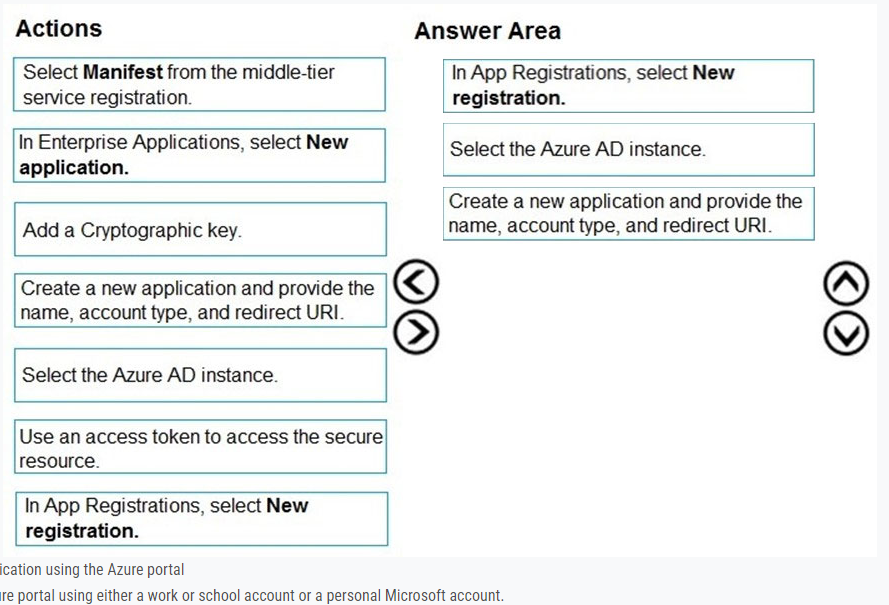 Actions
Answer Area
Select Manifest from the middle-tier
service registration.
In Enterprise Applications, select New
application.
Add a Cryptographic key.
Create a new application and provide the
name, account type, and redirect URI.
Select the Azure AD instance.
Use an access token to access the secure
resource.
In App Registrations, select New
registration.
In App Registrations, select New
registration.
Select the Azure AD instance.
Create a new application and provide the
name, account type, and redirect URI.
ication using the Azure portal
re portal using either a work or school account or a personal Microsoft account.